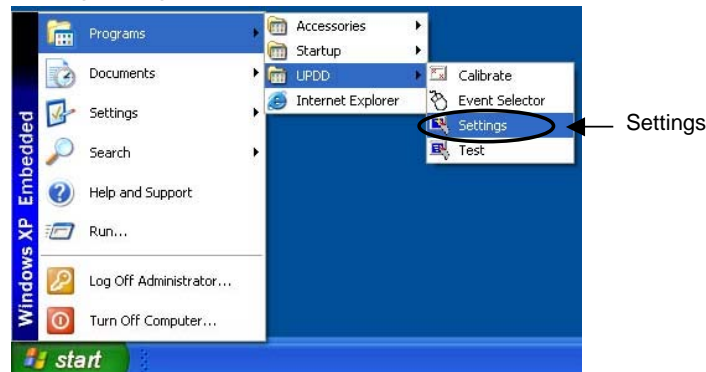 Programs
Documents
Settings
Search
Help and Support
Run...
Log Off Administrator...
Turn Off Computer...
Windows XP Embedded
start
Accessories
Startup
UPDD
Internet Explorer
Calibrate
Event Selector
Settings
Test
Settings